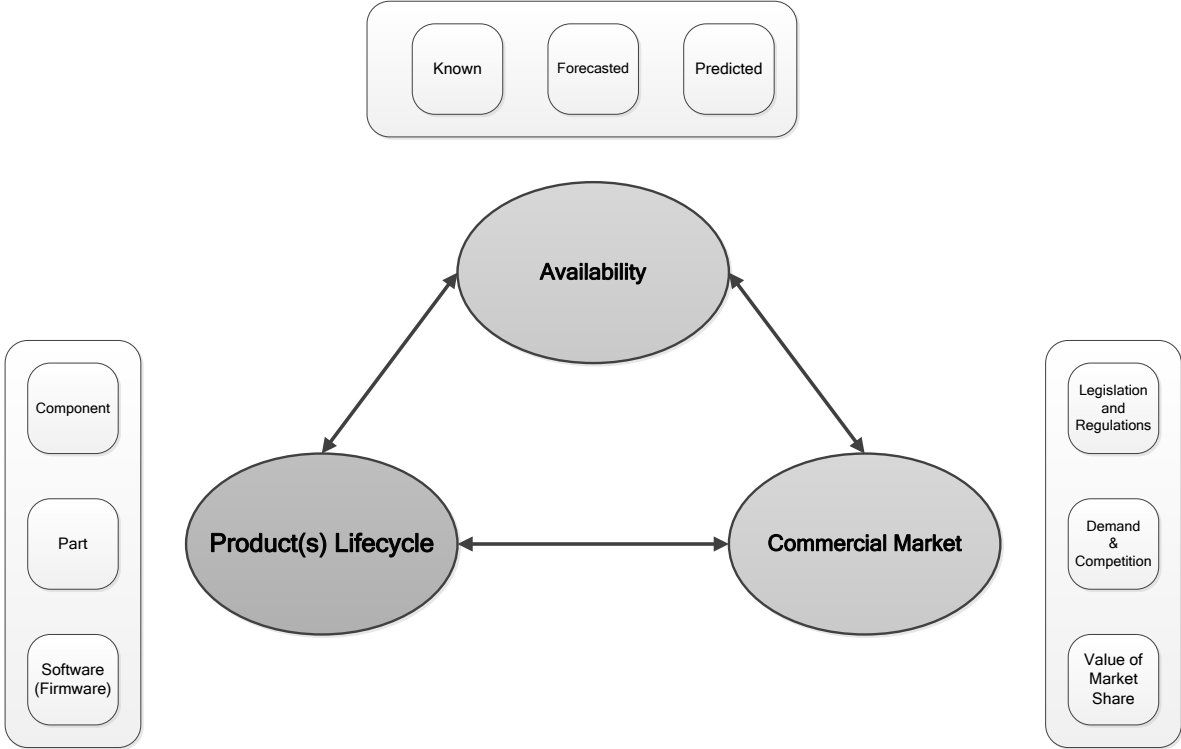 Known
Forecasted
Predicted
Availability
Component
Part
Software
(Firmware)
Product(s) Lifecycle
Commercial Market
Legislation
and
Regulations
Demand
&
Competition
Value of
Market
Share